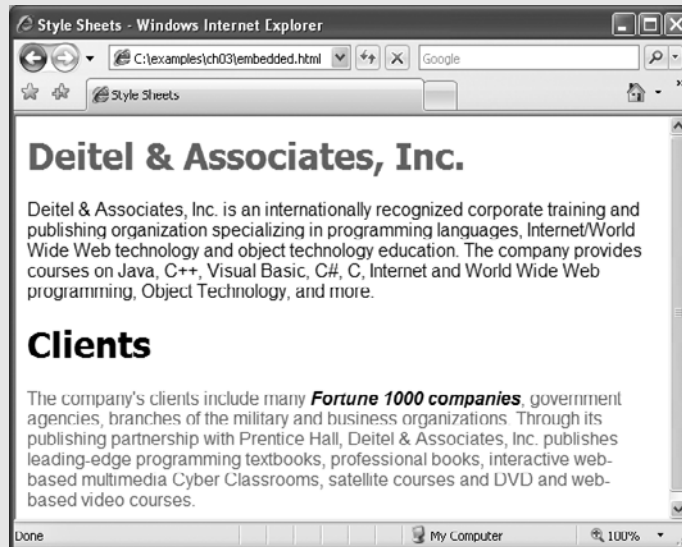 Style Sheets - Windows Internet Explorer
C:\examples\ch03\embedded.html
Google
Style Sheets
Deitel & Associates, Inc.
Deitel & Associates, Inc. is an internationally recognized corporate training and
publishing organization specializing in programming languages, Internet/World
Wide Web technology and object technology education. The company provides
courses on Java, C++, Visual Basic, C#, C, Internet and World Wide Web
programming, Object Technology, and more.
Clients
The company's clients include many Fortune 1000 companies, government
agencies, branches of the military and business organizations. Through its
publishing partnership with Prentice Hall, Deitel & Associates, Inc. publishes
leading-edge programming textbooks, professional books, interactive web-
based multimedia Cyber Classrooms, satellite courses and DVD and web-
based video courses.
Done
My Computer
100%